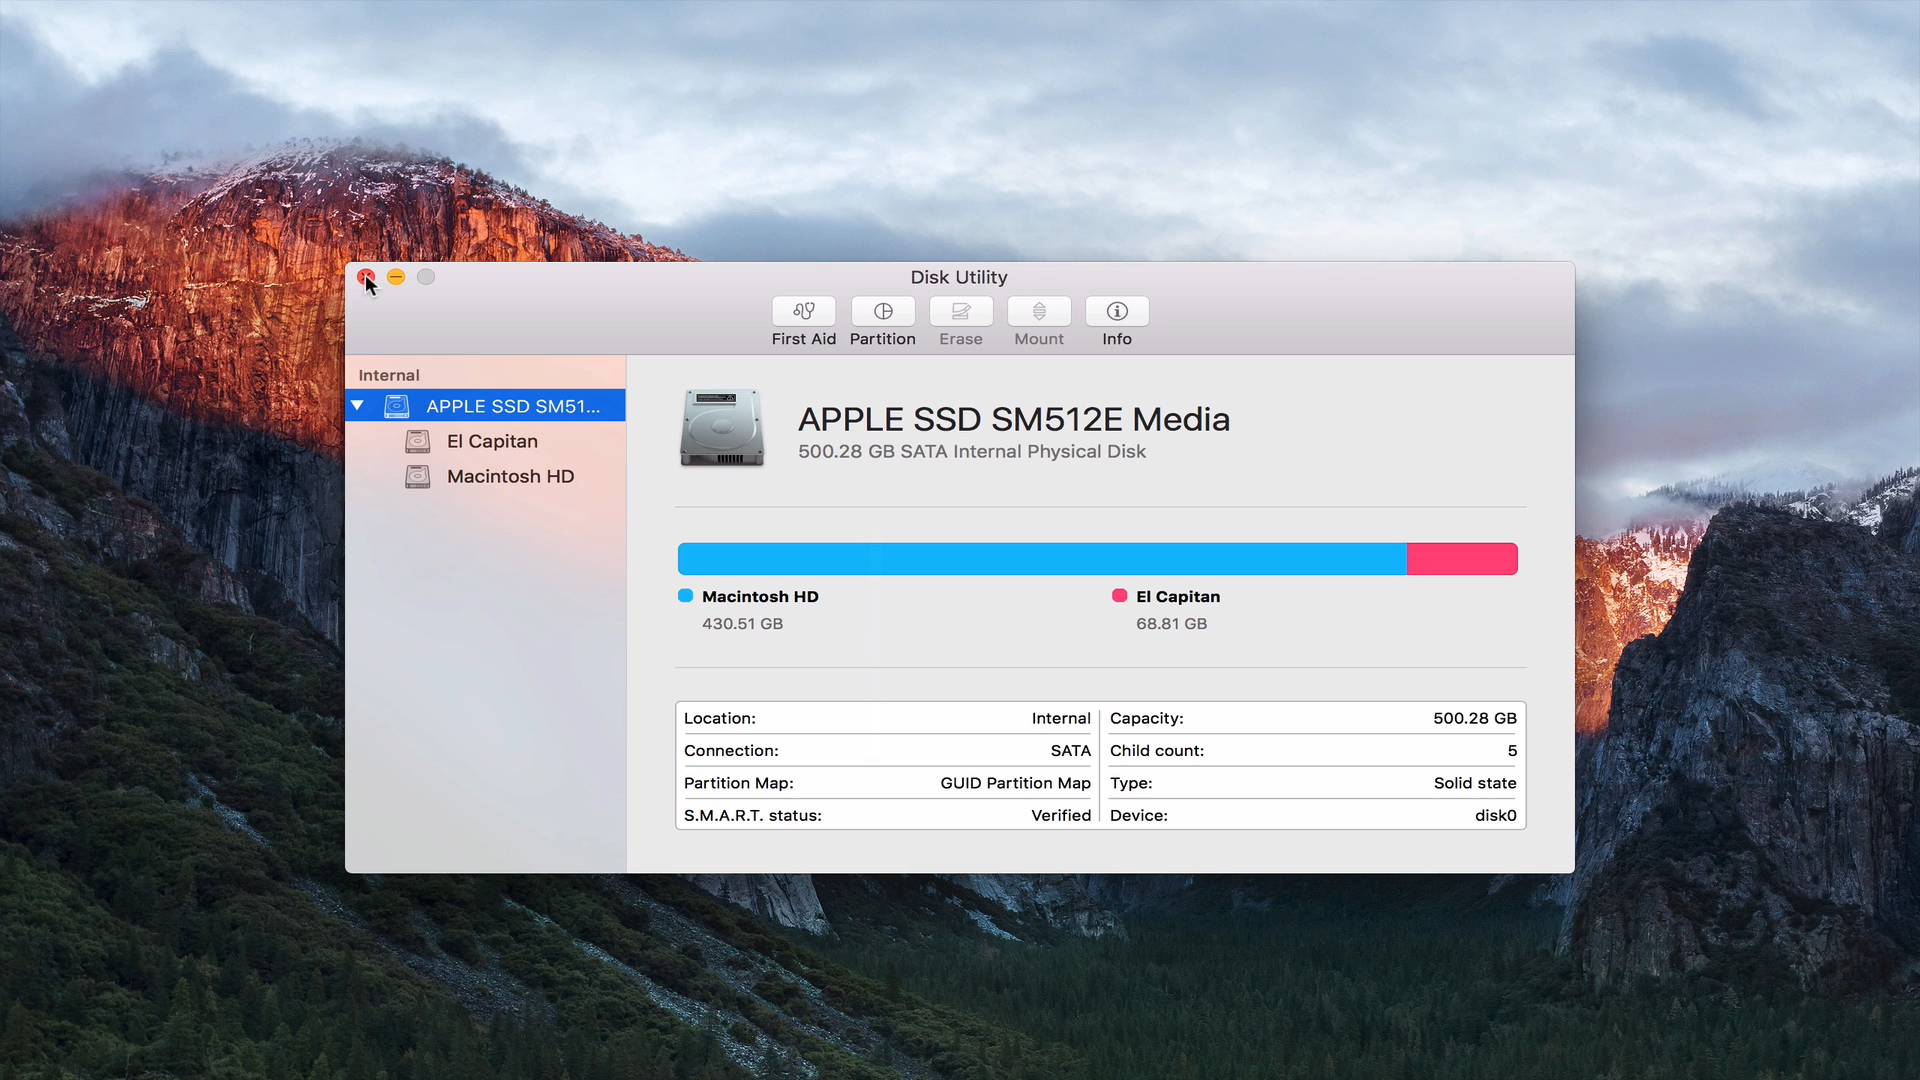 Disk Utility
First Aid
Partition
Erase
Mount
Info
Internal
APPLE SSD SM51...
El Capitan
Macintosh HD
APPLE SSD SM512E Media
500.28 GB SATA Internal Physical Disk
Macintosh HD
430.51 GB
El Capitan
68.81 GB
Location: Internal
Connection: SATA
Partition Map: GUID Partition Map
S.M.A.R.T. status: Verified
Capacity: 500.28 GB
Child count: 5
Type: Solid state
Device: disk0